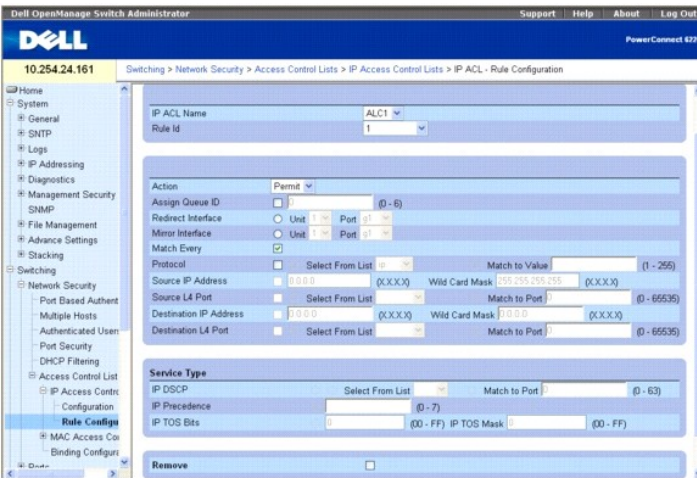 Dell OpenManage Switch Administrator
Support Help About Log Out
DELL
PowerConnect 622
10.254.24.161
Switching > Network Security > Access Control Lists > IP Access Control Lists > IP ACL - Rule Configuration
Home
System
General
SNTP
Logs
IP Addressing
Diagnostics
Management Security
SNMP
File Management
Advance Settings
Stacking
Switching
Network Security
Port Based Authent
Multiple Hosts
Authenticated Users
Port Security
DHCP Filtering
Access Control List
IP Access Contro
Configuration
Rule Configu
MAC Access Con
Binding Configura
Ports
IP ACL Name ALC1
Rule Id 1
Action Permit
Assign Queue ID 0 (0 - 6)
Redirect Interface Unit 1 Port g1
Mirror Interface Unit 1 Port g1
Match Every
Protocol Select From List ip Match to Value (1 - 255)
Source IP Address 0.0.0.0 (X.X.X.X) Wild Card Mask 255.255.255.255 (X.X.X.X)
Source L4 Port Select From List Match to Port 0 (0 - 65535)
Destination IP Address 0.0.0.0 (X.X.X.X) Wild Card Mask 0.0.0.0 (X.X.X.X)
Destination L4 Port Select From List Match to Port 0 (0 - 65535)
Service Type
IP DSCP Select From List Match to Port 0 (0 - 63)
IP Precedence (0 - 7)
IP TOS Bits 0 (00 - FF) IP TOS Mask 0 (00 - FF)
Remove